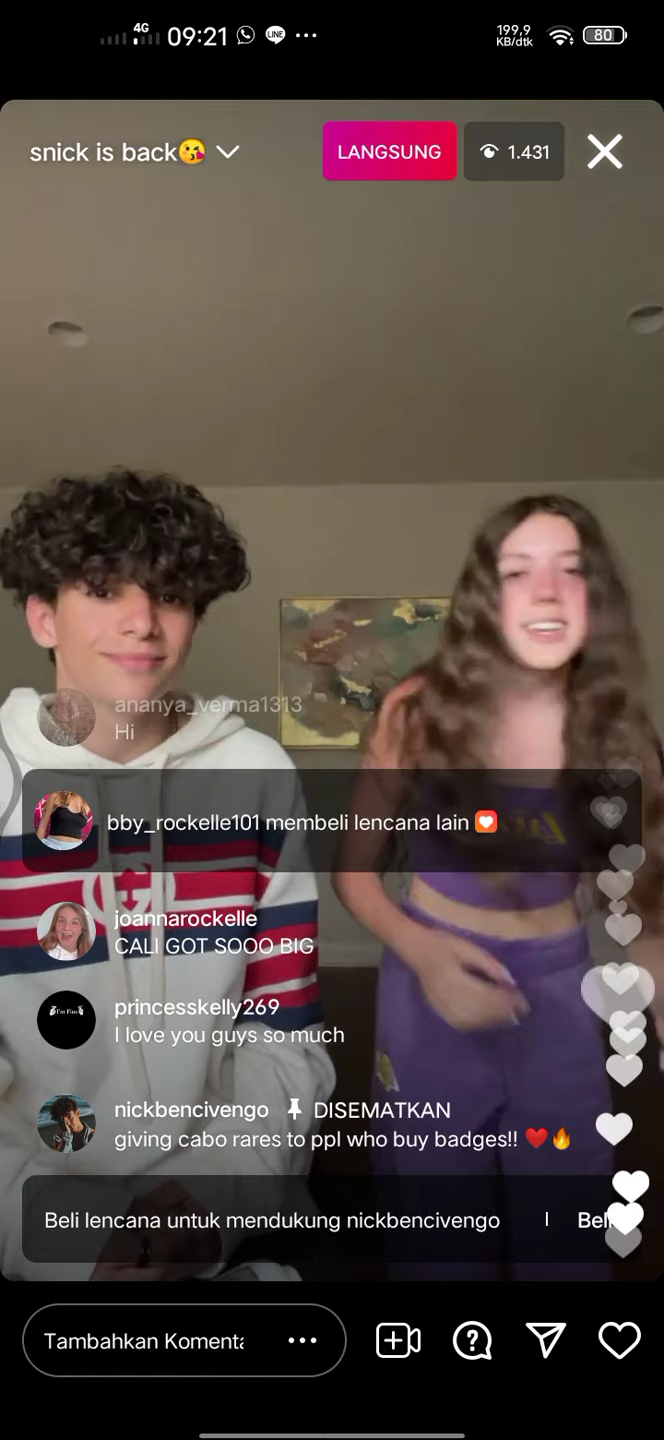 4G
09:21
LINE
199,9
KB/dtk
80
snick is back😘
LANGSUNG
1.431
ananya_verma1313
Hi
bby_rockelle101 membeli lencana lain
joannarockelle
CALI GOT SOOO BIG
princesskelly269
I love you guys so much
nickbencivengo DISEMATKAN
giving cabo rares to ppl who buy badges!! ❤️🔥
Beli lencana untuk mendukung nickbencivengo
Beli
Tambahkan Komenta